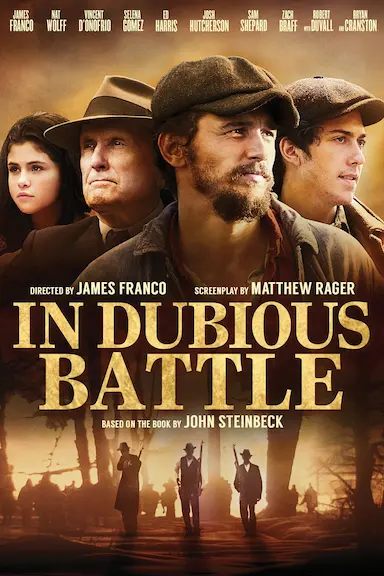 JAMES FRANCO NAT WOLFF VINCENT D'ONOFRIO SELENA GOMEZ ED HARRIS JOSH HUTCHERSON SAM SHEPARD ZACH BRAFF WITH ROBERT DUVALL AND BRYAN CRANSTON
DIRECTED BY JAMES FRANCO SCREENPLAY BY MATTHEW RAGER
IN DUBIOUS
BATTLE
BASED ON THE BOOK BY JOHN STEINBECK